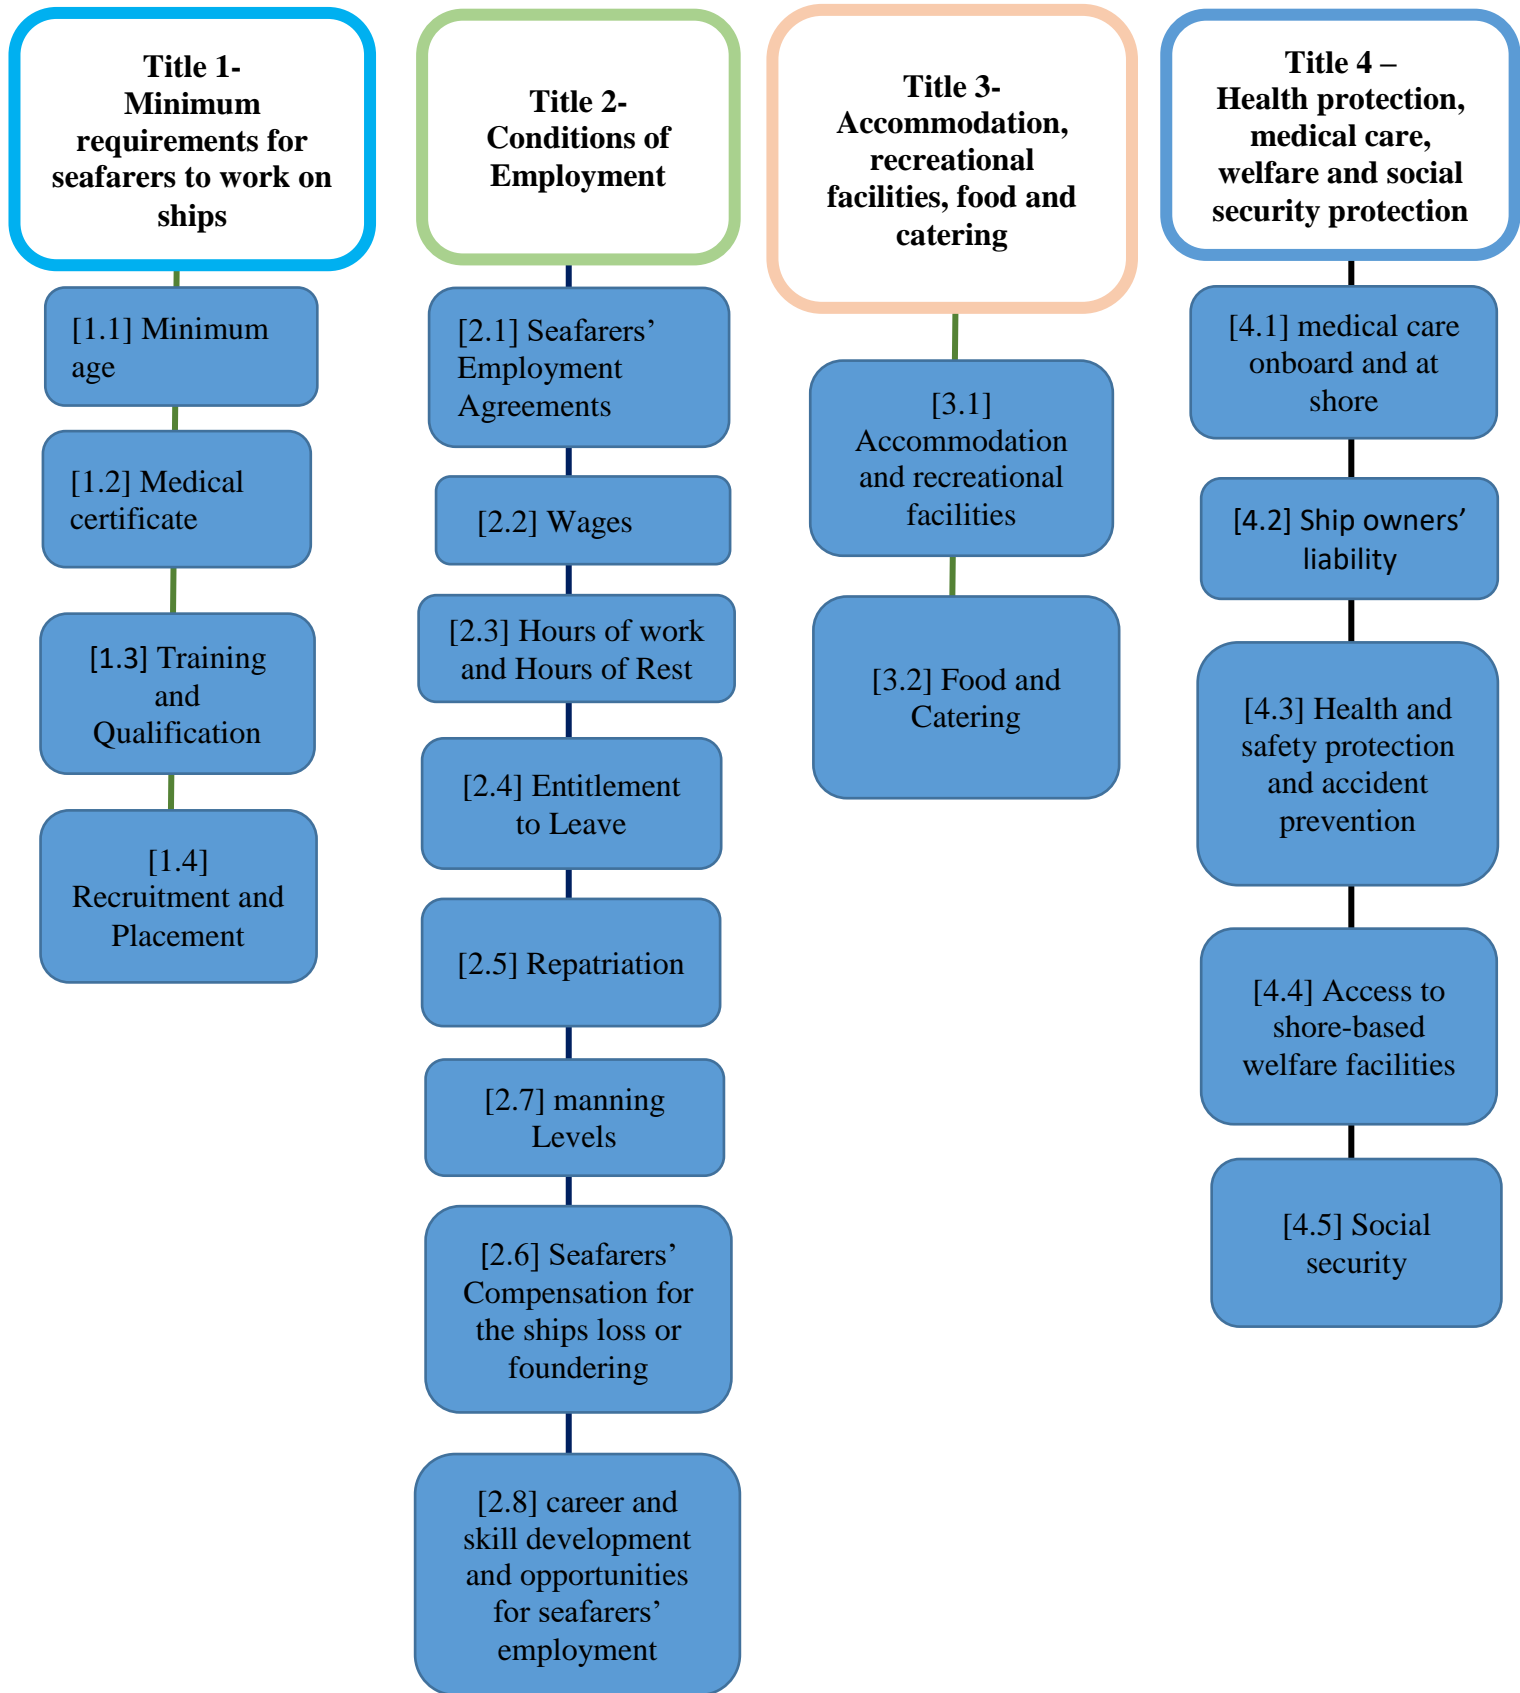 Title 1-
Minimum
requirements for
seafarers to work on
ships
[1.1] Minimum
age
[1.2] Medical
certificate
[1.3] Training
and
Qualification
[1.4]
Recruitment and
Placement
Title 2-
Conditions of
Employment
[2.1] Seafarers’
Employment
Agreements
[2.2] Wages
[2.3] Hours of work
and Hours of Rest
[2.4] Entitlement
to Leave
[2.5] Repatriation
[2.7] manning
Levels
[2.6] Seafarers’
Compensation for
the ships loss or
foundering
[2.8] career and
skill development
and opportunities
for seafarers’
employment
Title 3-
Accommodation,
recreational
facilities, food and
catering
[3.1]
Accommodation
and recreational
facilities
[3.2] Food and
Catering
Title 4 –
Health protection,
medical care,
welfare and social
security protection
[4.1] medical care
onboard and at
shore
[4.2] Ship owners’
liability
[4.3] Health and
safety protection
and accident
prevention
[4.4] Access to
shore-based
welfare facilities
[4.5] Social
security